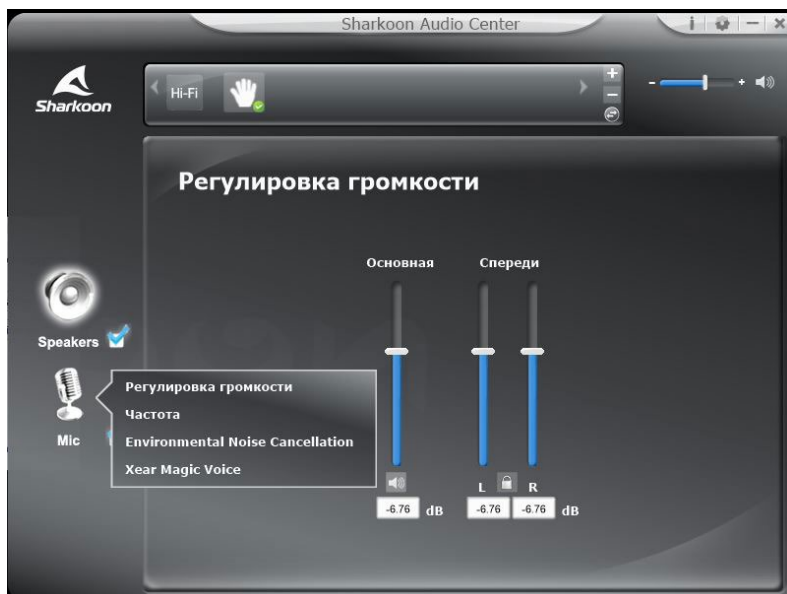 Sharkoon Audio Center
i
Sharkoon
Hi-Fi
Регулировка громкости
Основная
Спереди
Speakers
Mic
Регулировка громкости
Частота
Environmental Noise Cancellation
Xear Magic Voice
L
R
-6.76 dB
-6.76
-6.76 dB